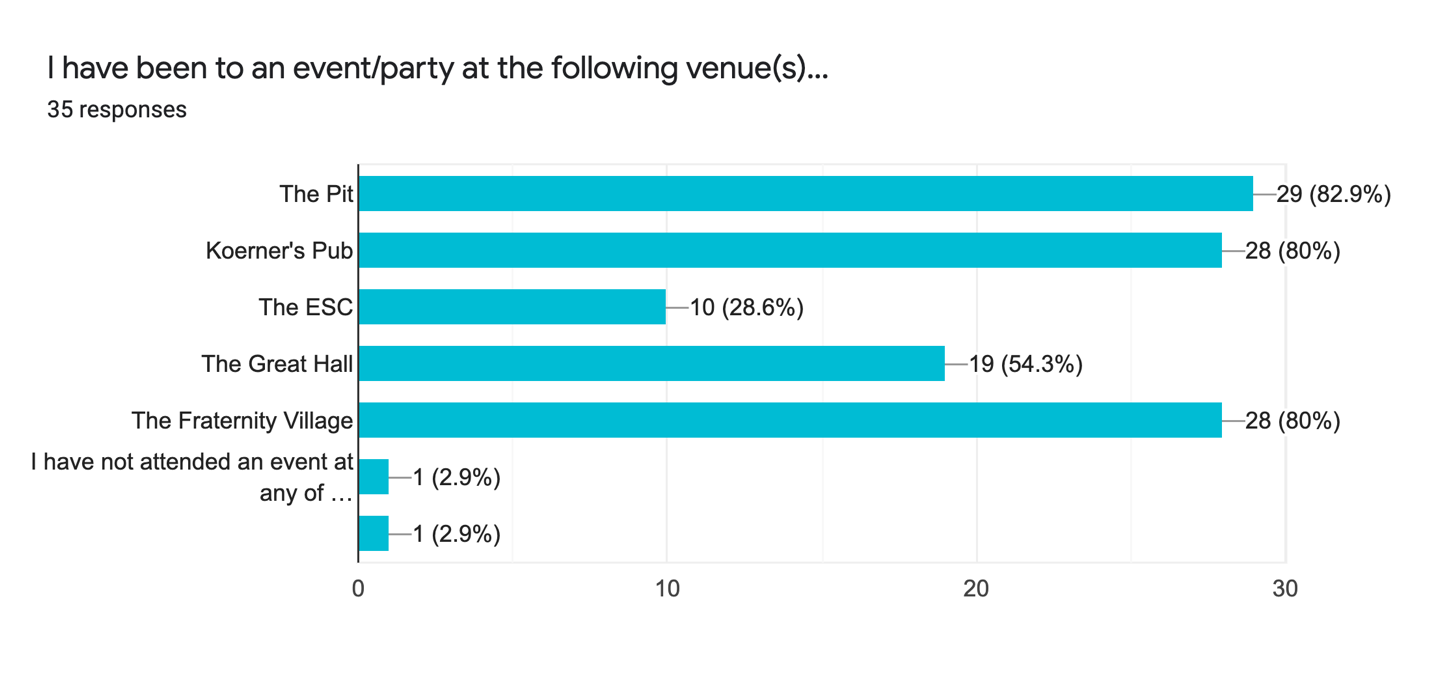 I have been to an event/party at the following venue(s)...
35 responses
The Pit
29 (82.9%)
Koerner's Pub
28 (80%)
The ESC
10 (28.6%)
The Great Hall
19 (54.3%)
The Fraternity Village
28 (80%)
I have not attended an event at
any of …
1 (2.9%)
1 (2.9%)
0 10 20 30